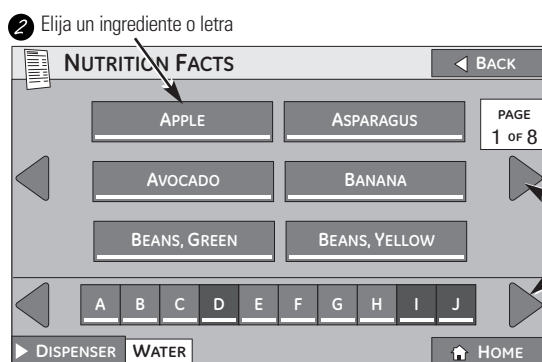 2 Elija un ingrediente o letra
NUTRITION FACTS
BACK
APPLE
ASPARAGUS
PAGE
1 OF 8
AVOCADO
BANANA
BEANS, GREEN
BEANS, YELLOW
A B C D E F G H I J
DISPENSER WATER
HOME